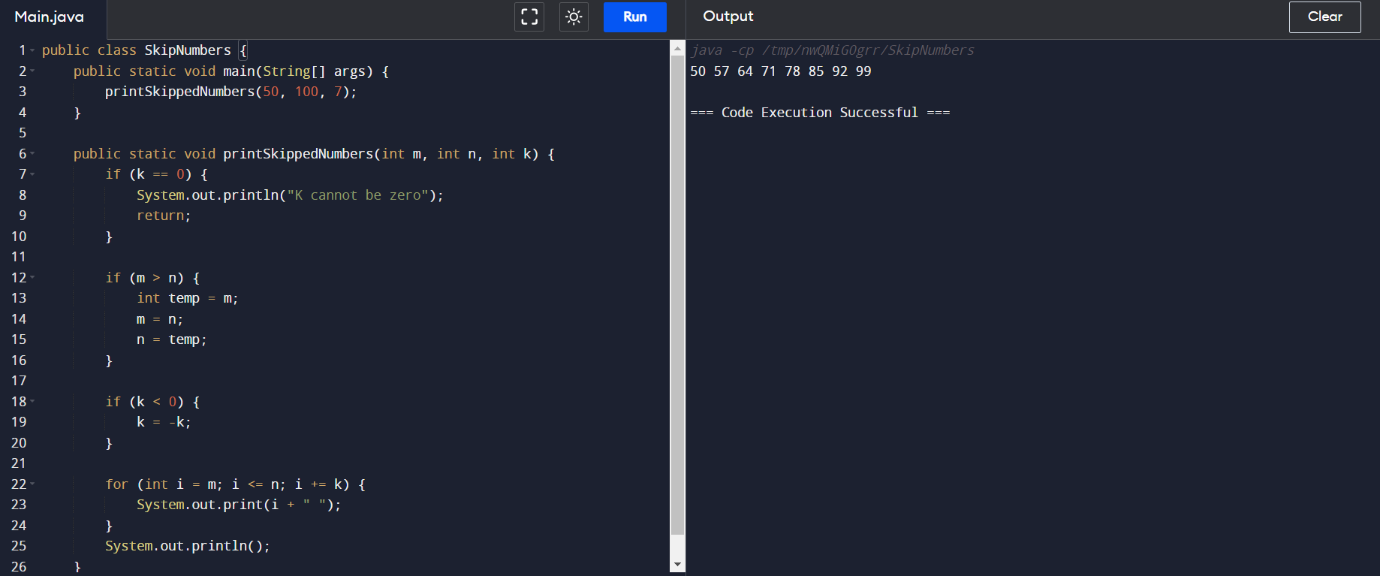 Main.java
Run
Output
Clear
1 public class SkipNumbers {
2     public static void main(String[] args) {
3         printSkippedNumbers(50, 100, 7);
4     }
5
6     public static void printSkippedNumbers(int m, int n, int k) {
7         if (k == 0) {
8             System.out.println("K cannot be zero");
9             return;
10         }
11
12         if (m > n) {
13             int temp = m;
14             m = n;
15             n = temp;
16         }
17
18         if (k < 0) {
19             k = -k;
20         }
21
22         for (int i = m; i <= n; i += k) {
23             System.out.print(i + " ");
24         }
25         System.out.println();
26     }
java -cp /tmp/nwQMiGOgrr/SkipNumbers
50 57 64 71 78 85 92 99
=== Code Execution Successful ===